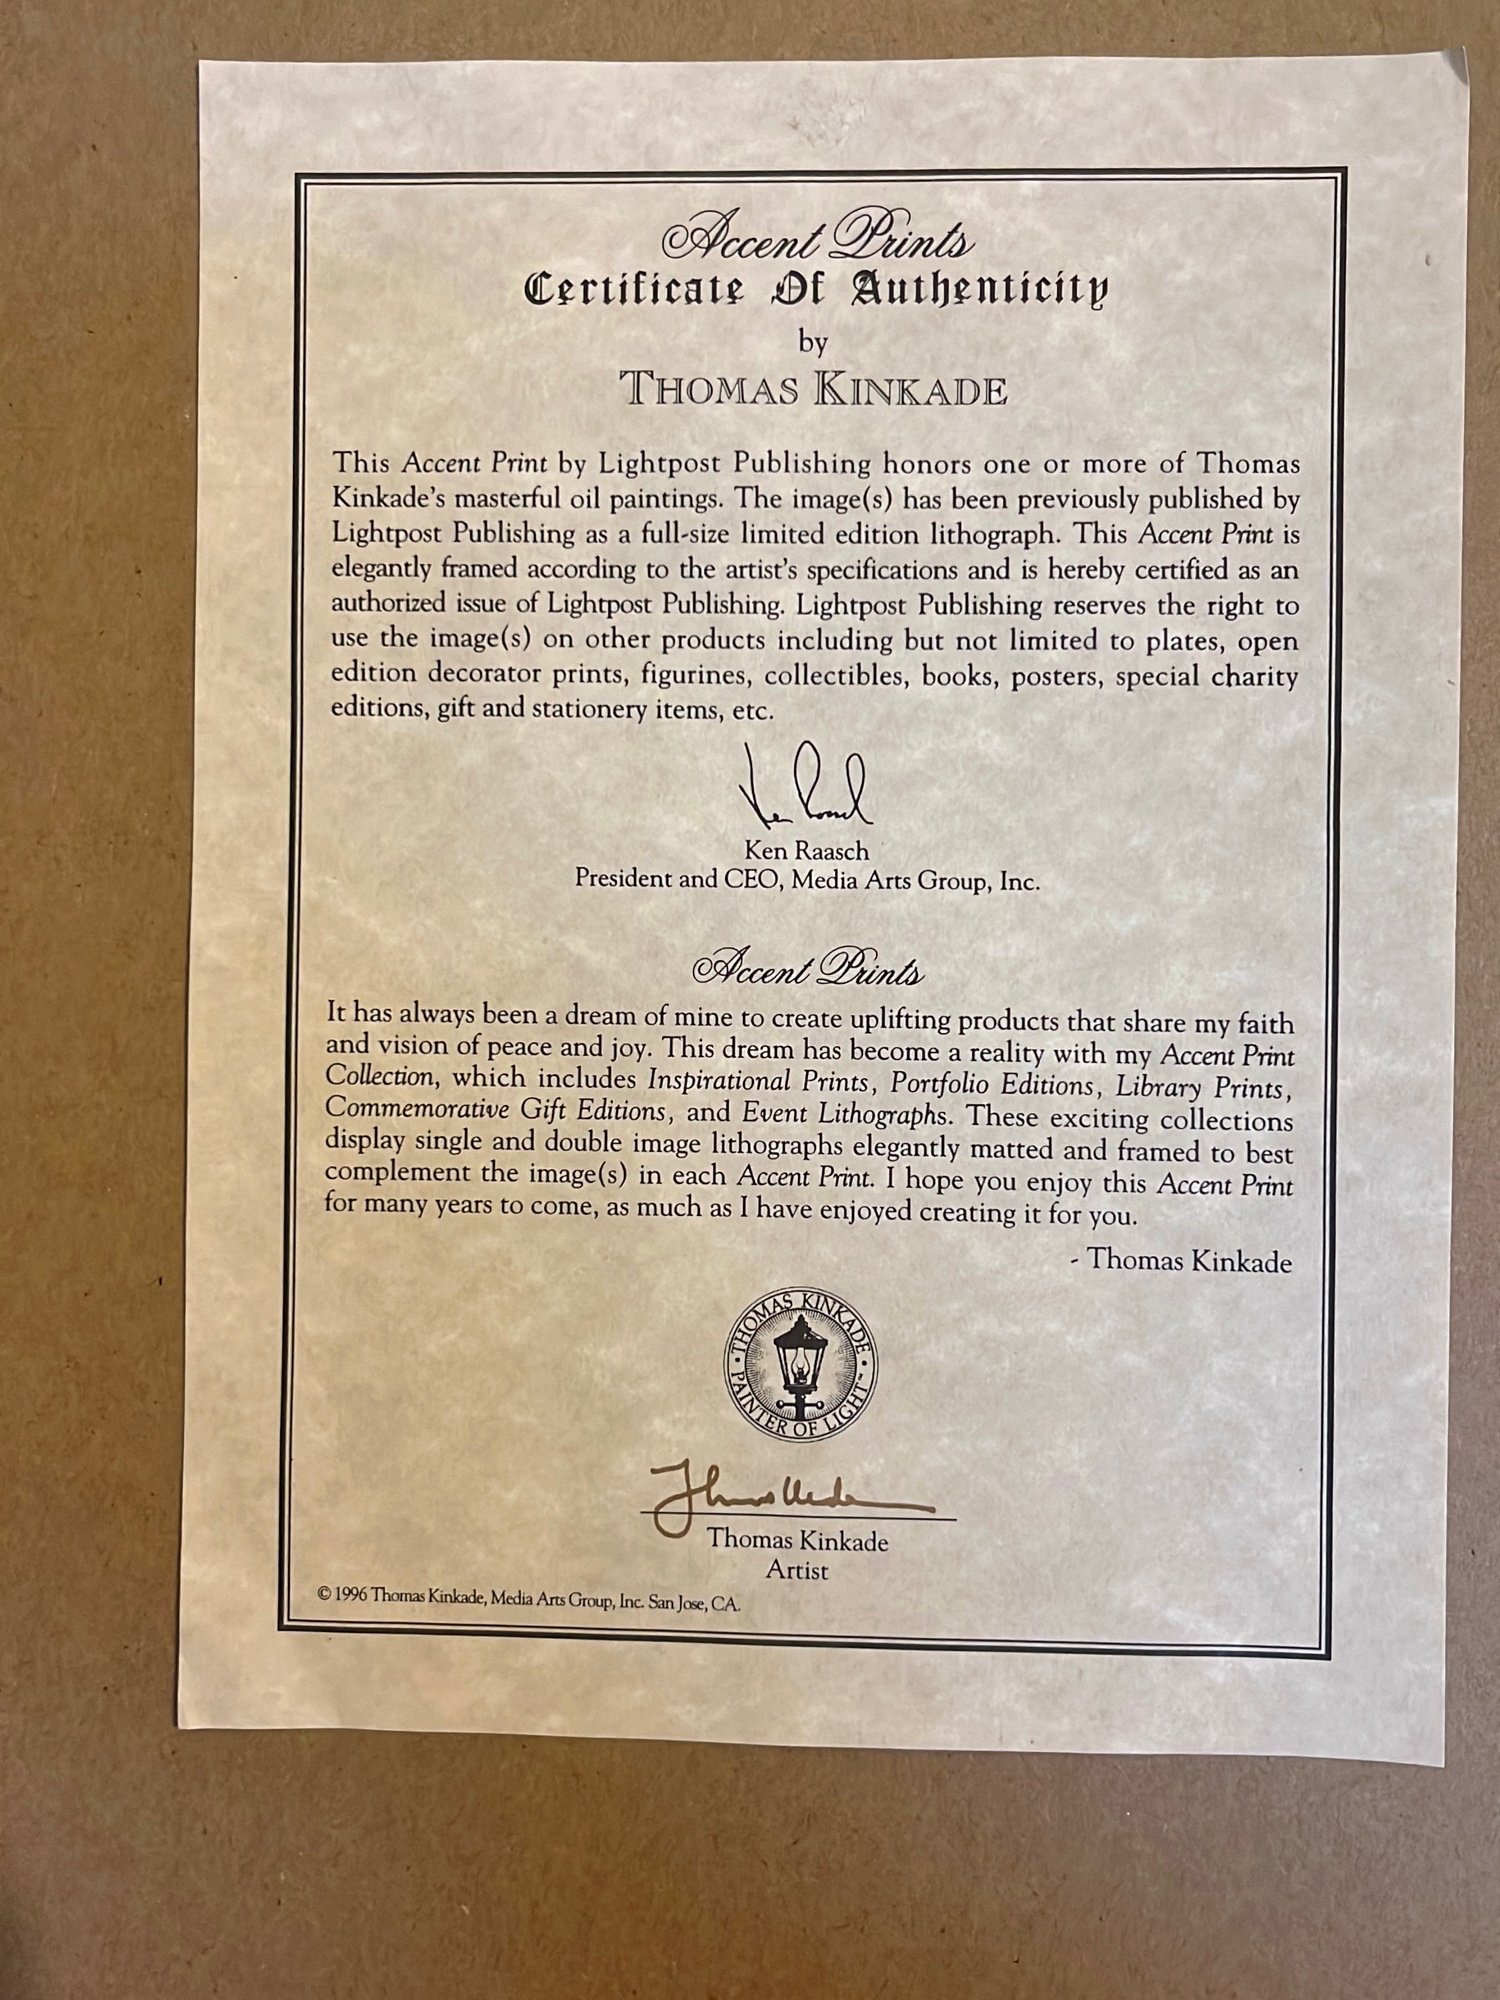 Accent Prints
Certificate Of Authenticity
by
THOMAS KINKADE
This Accent Print by Lightpost Publishing honors one or more of Thomas
Kinkade's masterful oil paintings. The image(s) has been previously published by
Lightpost Publishing as a full-size limited edition lithograph. This Accent Print is
elegantly framed according to the artist's specifications and is hereby certified as an
authorized issue of Lightpost Publishing. Lightpost Publishing reserves the right to
use the image(s) on other products including but not limited to plates, open
edition decorator prints, figurines, collectibles, books, posters, special charity
editions, gift and stationery items, etc.
Ken Raasch
Ken Raasch
President and CEO, Media Arts Group, Inc.
Accent Prints
It has always been a dream of mine to create uplifting products that share my faith
and vision of peace and joy. This dream has become a reality with my Accent Print
Collection, which includes Inspirational Prints, Portfolio Editions, Library Prints,
Commemorative Gift Editions, and Event Lithographs. These exciting collections
display single and double image lithographs elegantly matted and framed to best
complement the image(s) in each Accent Print. I hope you enjoy this Accent Print
for many years to come, as much as I have enjoyed creating it for you.
- Thomas Kinkade
• THOMAS KINKADE •
PAINTER OF LIGHT™
Thomas Kinkade
Thomas Kinkade
Artist
© 1996 Thomas Kinkade, Media Arts Group, Inc. San Jose, CA.